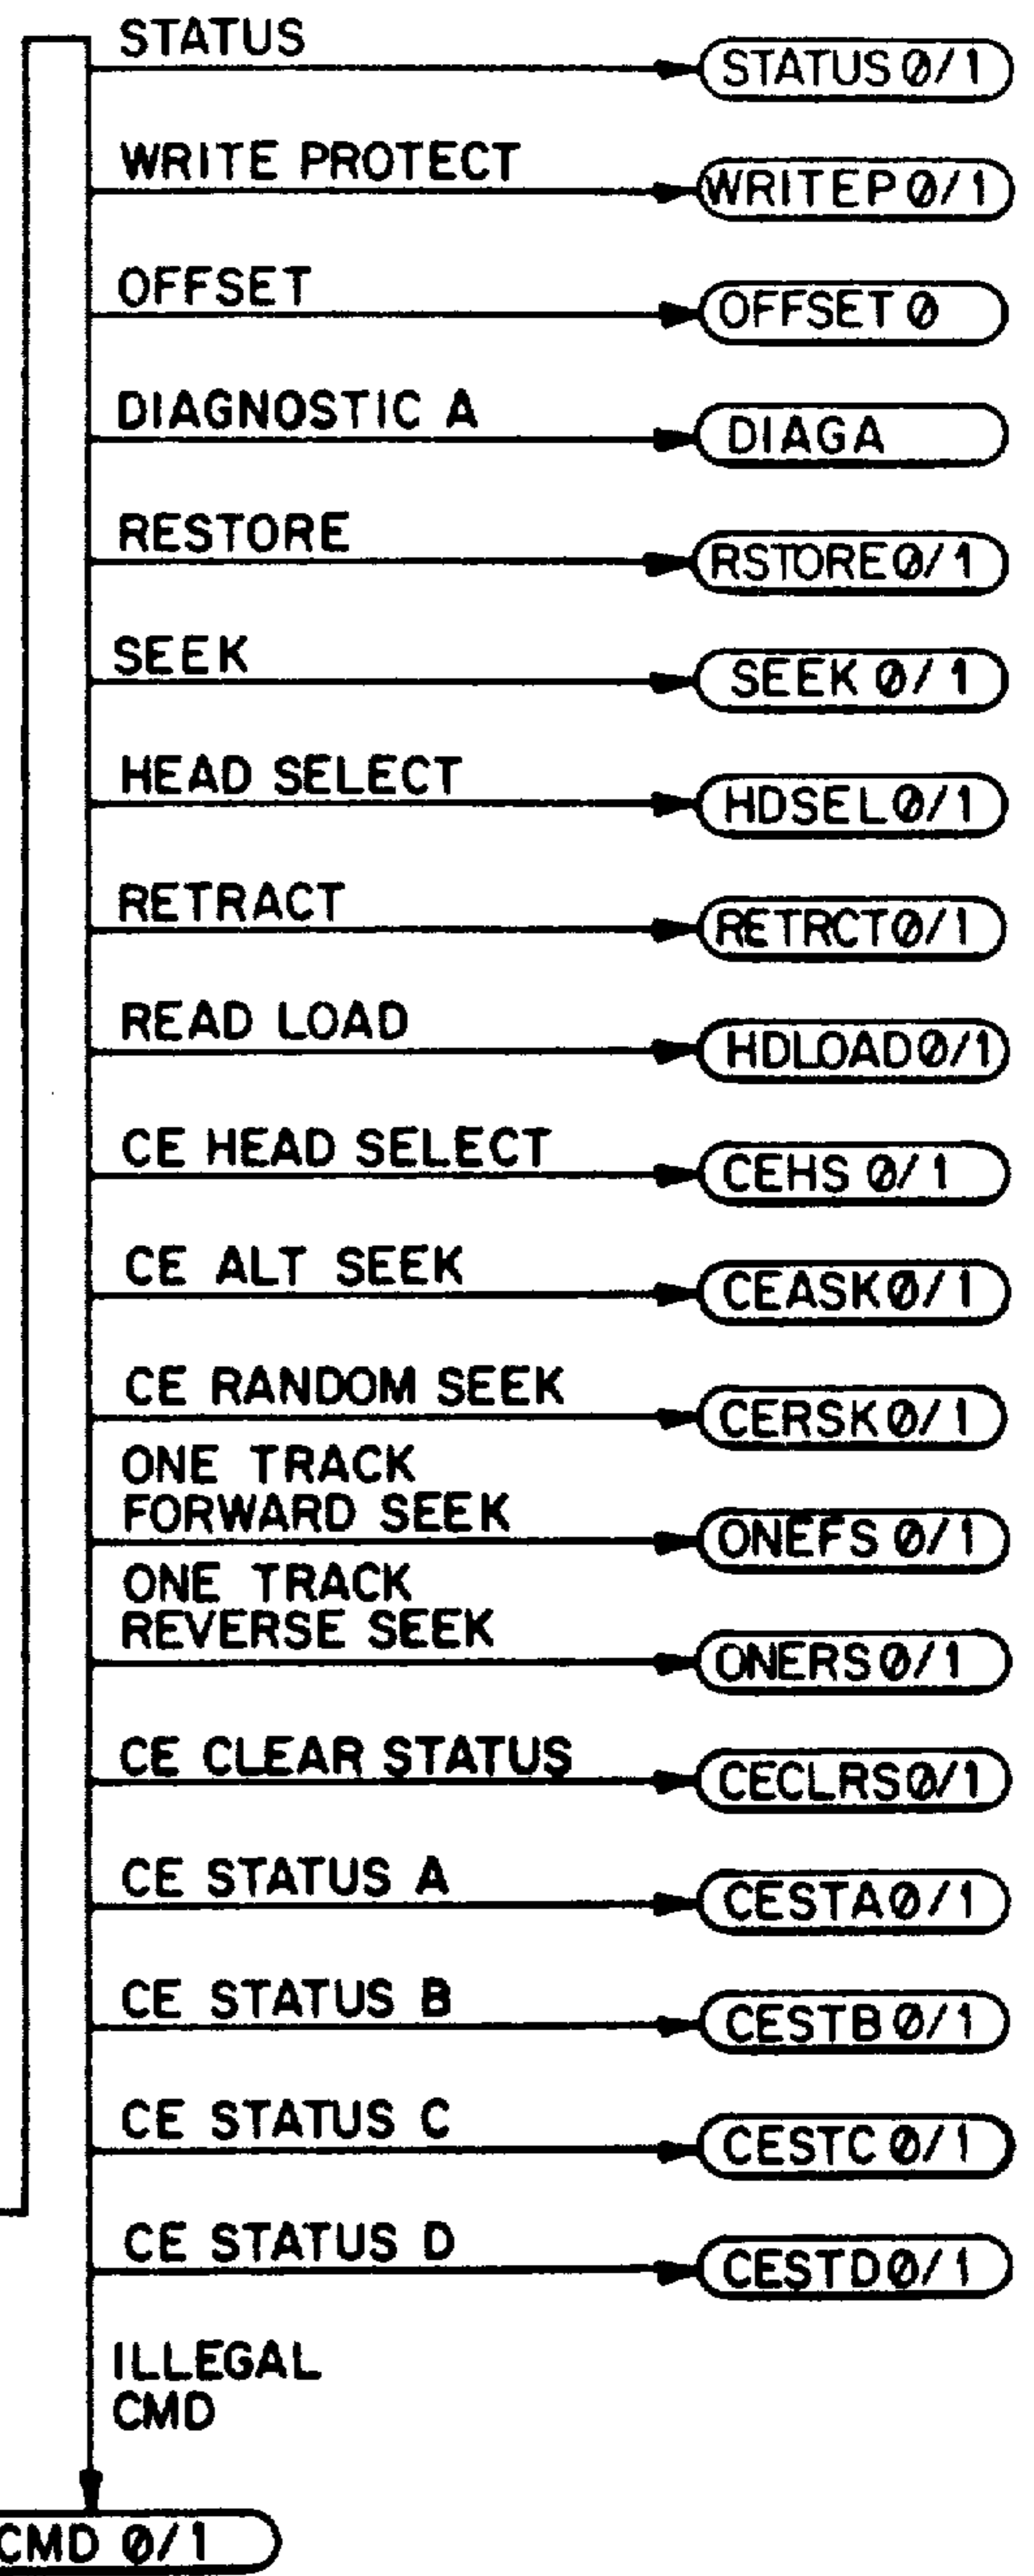 STATUS
STATUS 0/1
WRITE PROTECT
WRITEP 0/1
OFFSET
OFFSET 0
DIAGNOSTIC A
DIAGA
RESTORE
RSTORE 0/1
SEEK
SEEK 0/1
HEAD SELECT
HDSEL 0/1
RETRACT
RETRCT 0/1
READ LOAD
HDLOAD 0/1
CE HEAD SELECT
CEHS 0/1
CE ALT SEEK
CEASK 0/1
CE RANDOM SEEK
CERSK 0/1
ONE TRACK
FORWARD SEEK
ONEFS 0/1
ONE TRACK
REVERSE SEEK
ONERS 0/1
CE CLEAR STATUS
CECLRS 0/1
CE STATUS A
CESTA 0/1
CE STATUS B
CESTB 0/1
CE STATUS C
CESTC 0/1
CE STATUS D
CESTD 0/1
ILLEGAL
CMD
CMD 0/1